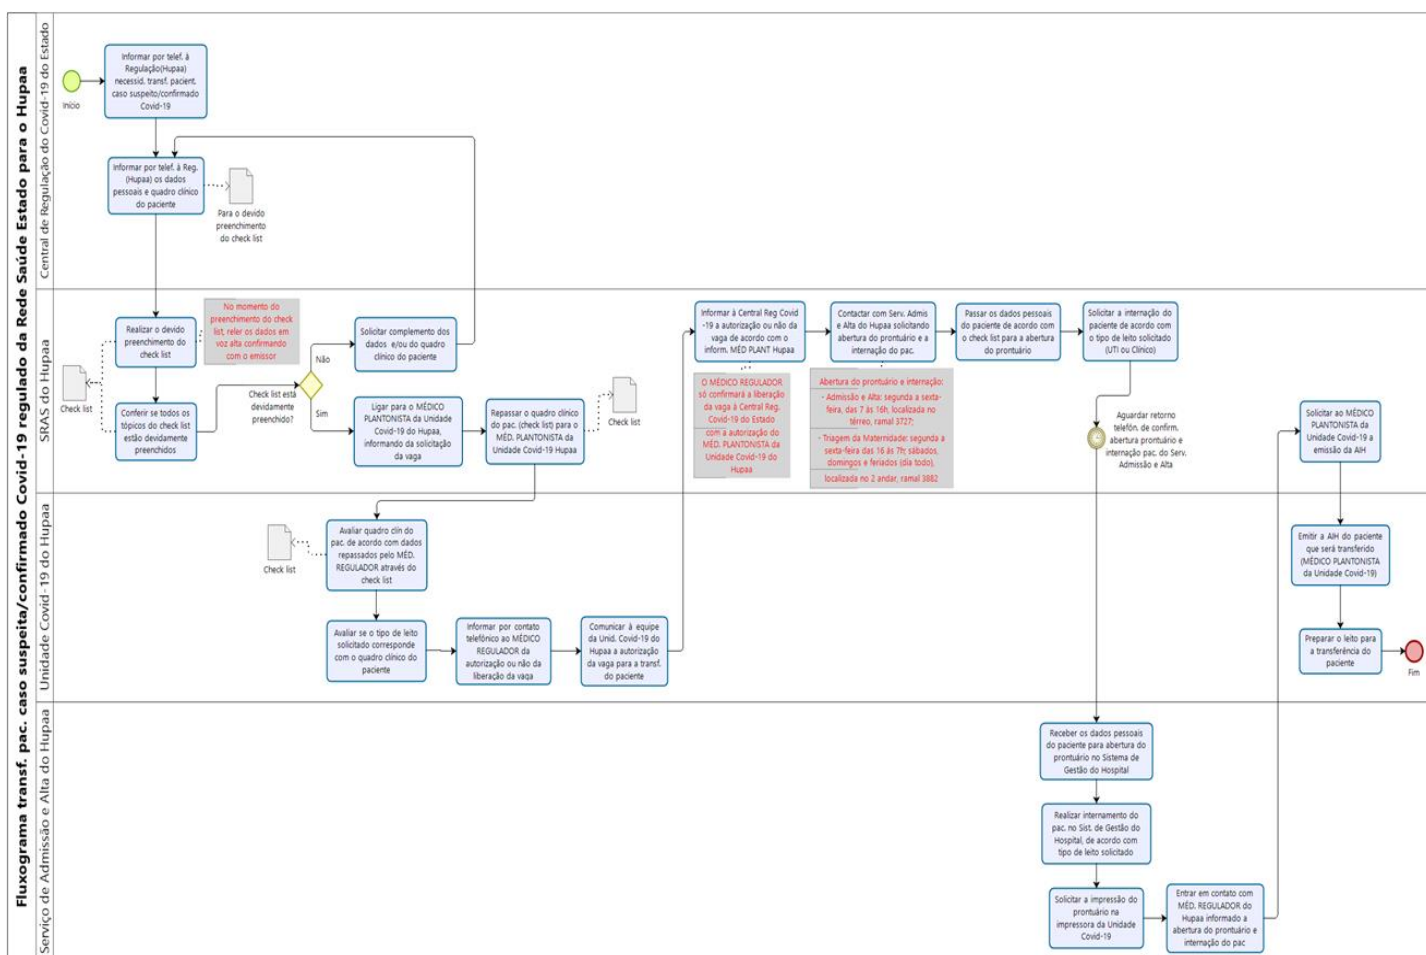 Fluxograma transf. pac. caso suspeita/confirmado Covid-19 regulado da Rede Saúde Estado para o Hupaa
Central de Regulação do Covid-19 do Estado
Início
Informar por telef. à
Regulação(Hupaa)
necessid. transf. pacient.
caso suspeito/confirmado
Covid-19
Informar por telef. à Reg.
(Hupaa) os dados
pessoais e quadro clínico
do paciente
Para o devido
preenchimento
do check list
SRAS do Hupaa
Realizar o devido
preenchimento do
check list
No momento do
preenchimento do check
list, reler os dados em
voz alta confirmando
com o emissor
Check list
Conferir se todos os
tópicos do check list
estão devidamente
preenchidos
Check list está
devidamente
preenchido?
Não
Sim
Solicitar complemento dos
dados e/ou do quadro
clínico do paciente
Ligar para o MÉDICO
PLANTONISTA da Unidade
Covid-19 do Hupaa,
informando da solicitação
da vaga
Repassar o quadro clínico
do pac. (check list) para o
MÉD. PLANTONISTA da
Unidade Covid-19 Hupaa
Check list
Informar à Central Reg Covid
-19 a autorização ou não da
vaga de acordo com o
inform. MÉD PLANT Hupaa
O MÉDICO REGULADOR
só confirmará a liberação
da vaga à Central Reg.
Covid-19 do Estado
com a autorização do
MÉD. PLANTONISTA da
Unidade Covid-19 do
Hupaa
Contactar com Serv. Admis
e Alta do Hupaa solicitando
abertura do prontuário e a
internação do pac.
Abertura do prontuário e internação:
- Admissão e Alta: segunda a sexta-
feira, das 7 às 16h, localizada no
térreo, ramal 3727;
- Triagem da Maternidade: segunda a
sexta-feira das 16 às 7h; sábados,
domingos e feriados (dia todo),
localizada no 2 andar, ramal 3882
Passar os dados pessoais
do paciente de acordo com
o check list para a abertura
do prontuário
Solicitar a internação do
paciente de acordo com
o tipo de leito solicitado
(UTI ou Clínico)
Aguardar retorno
telefôn. de confirm.
abertura prontuário e
internação pac. do Serv.
Admissão e Alta
Solicitar ao MÉDICO
PLANTONISTA da
Unidade Covid-19 a
emissão da AIH
Unidade Covid-19 do Hupaa
Check list
Avaliar quadro clín do
pac. de acordo com dados
repassados pelo MÉD.
REGULADOR através do
check list
Avaliar se o tipo de leito
solicitado corresponde
com o quadro clínico do
paciente
Informar por contato
telefônico ao MÉDICO
REGULADOR da
autorização ou não da
liberação da vaga
Comunicar à equipe
da Unid. Covid-19 do
Hupaa a autorização
da vaga para a transf.
do paciente
Emitir a AIH do paciente
que será transferido
(MÉDICO PLANTONISTA
da Unidade Covid-19)
Preparar o leito para
a transferência do
paciente
Fim
Serviço de Admissão e Alta do Hupaa
Receber os dados pessoais
do paciente para abertura do
prontuário no Sistema de
Gestão do Hospital
Realizar internamento do
pac. no Sist. de Gestão do
Hospital, de acordo com
tipo de leito solicitado
Solicitar a impressão do
prontuário na
impressora da Unidade
Covid-19
Entrar em contato com
MÉD. REGULADOR do
Hupaa informado a
abertura do prontuário e
internação do pac